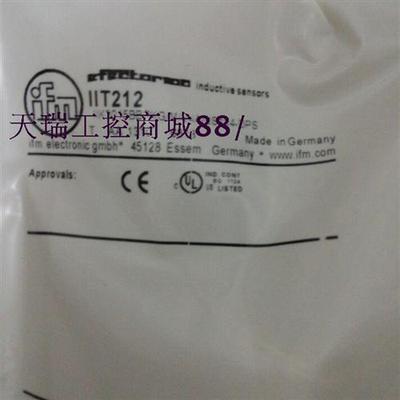 ifm
efector100 inductive sensors
IIT212
天瑞工控商城88/
Made in Germany
ifm electronic gmbh • 45128 Essem Germany • www.ifm.com
Approvals:
CE
UL
IND. CONT
LISTED